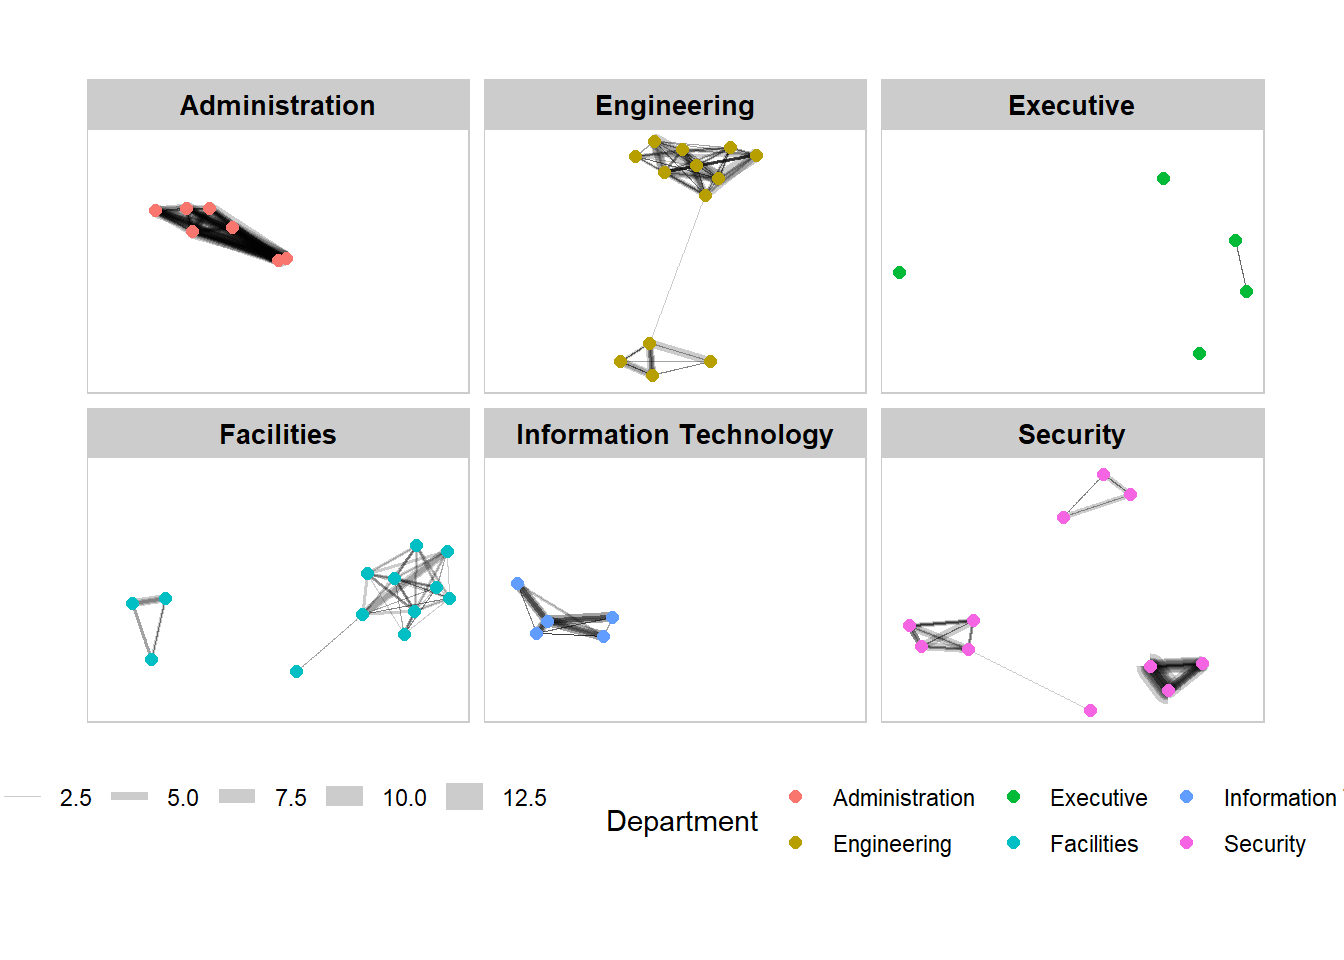 Administration
Engineering
Executive
Facilities
Information Technology
Security
2.5 5.0 7.5 10.0 12.5
Department
Administration Executive Information
Engineering Facilities Security